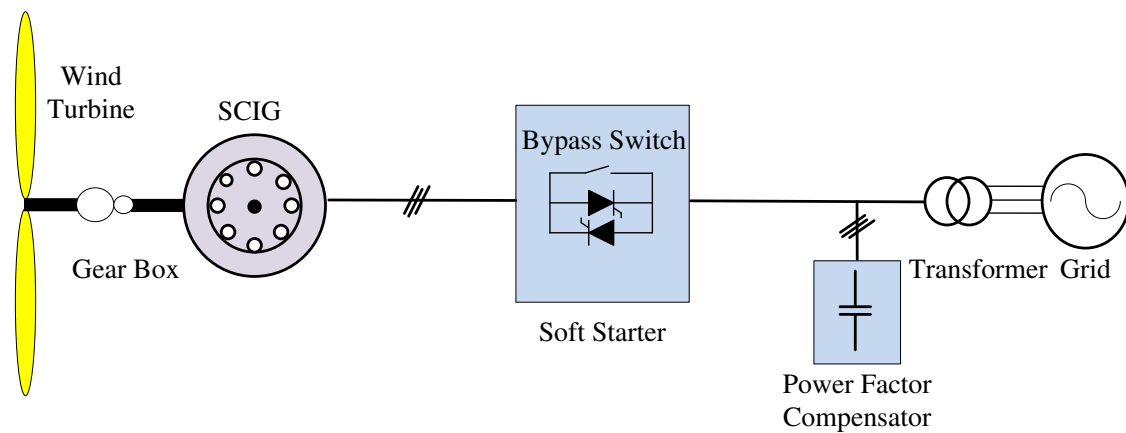 Wind
Turbine
SCIG
Bypass Switch
Gear Box
Transformer
Grid
Soft Starter
Power Factor
Compensator